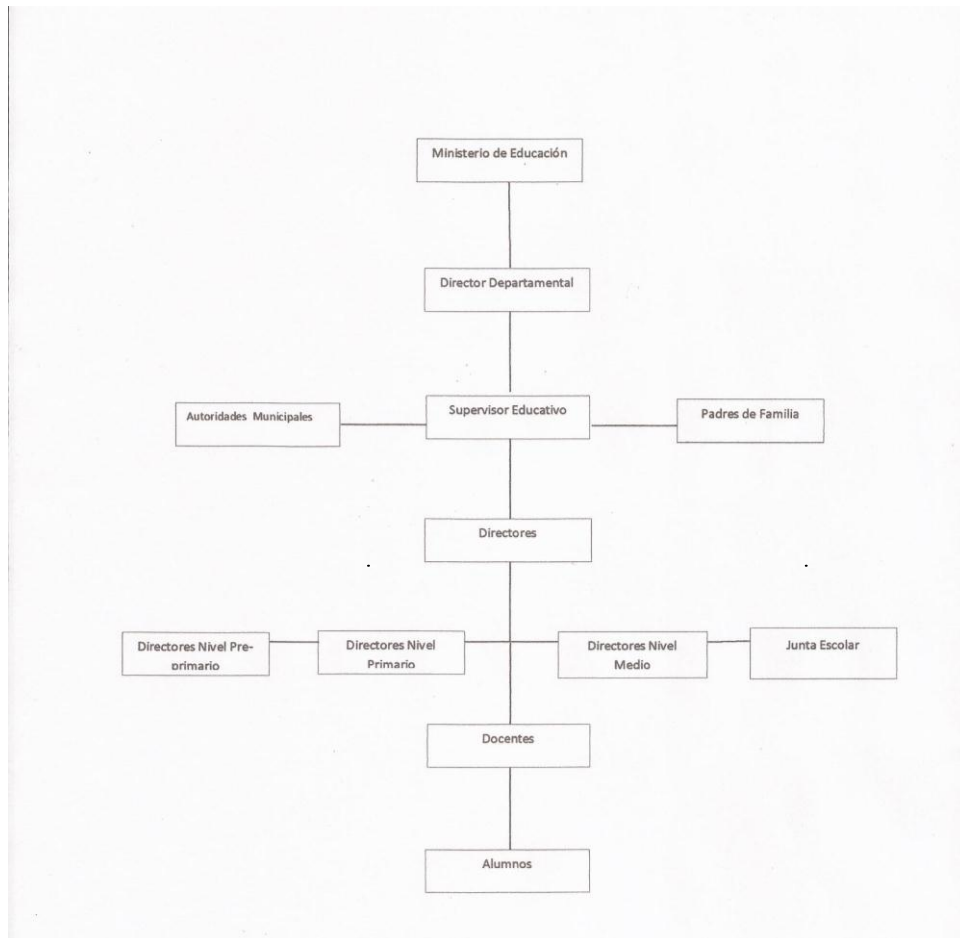 Ministerio de Educación
Director Departamental
Autoridades Municipales
Supervisor Educativo
Padres de Familia
Directores
Directores Nivel Pre-
primario
Directores Nivel
Primario
Directores Nivel
Medio
Junta Escolar
Docentes
Alumnos